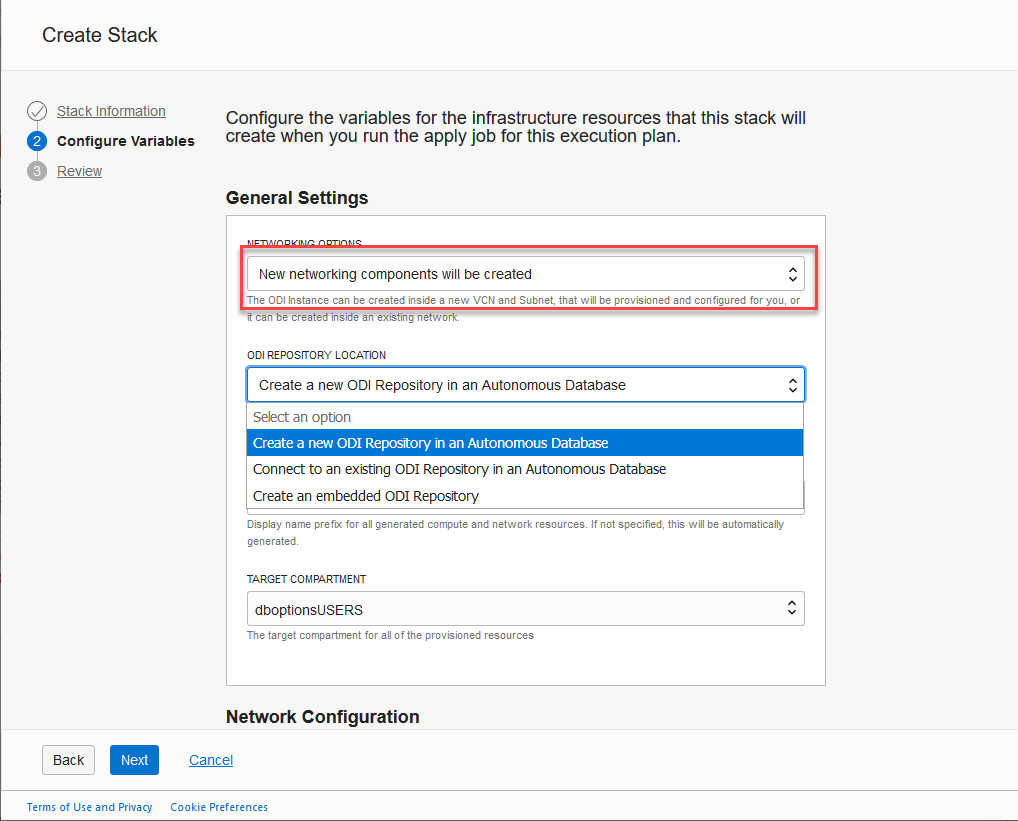 Create Stack
Stack Information
2 Configure Variables
3 Review
Configure the variables for the infrastructure resources that this stack will
create when you run the apply job for this execution plan.
General Settings
NETWORKING OPTIONS
New networking components will be created
The ODI Instance can be created inside a new VCN and Subnet, that will be provisioned and configured for you, or
it can be created inside an existing network.
ODI REPOSITORY LOCATION
Create a new ODI Repository in an Autonomous Database
Select an option
Create a new ODI Repository in an Autonomous Database
Connect to an existing ODI Repository in an Autonomous Database
Create an embedded ODI Repository
Display name prefix for all generated compute and network resources. If not specified, this will be automatically
generated.
TARGET COMPARTMENT
dboptionsUSERS
The target compartment for all of the provisioned resources
Network Configuration
Back Next Cancel
Terms of Use and Privacy Cookie Preferences